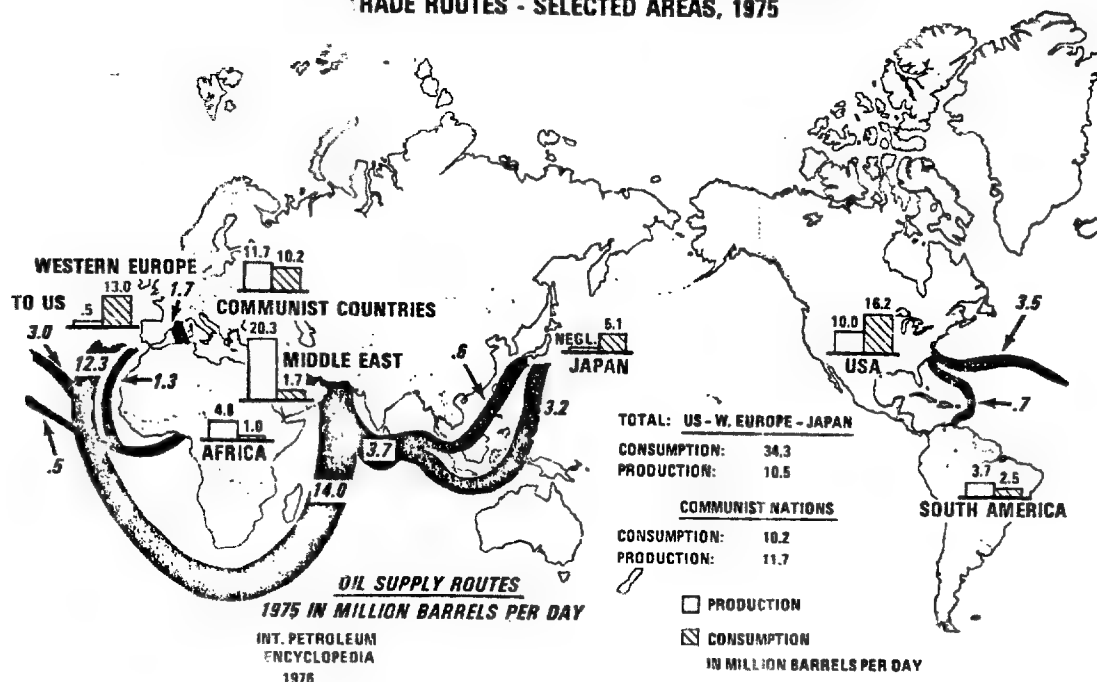 TRADE ROUTES - SELECTED AREAS, 1975
WESTERN EUROPE
.5
13.0
1.7
11.7
10.2
COMMUNIST COUNTRIES
TO US
3.0
12.3
1.3
20.3
1.7
MIDDLE EAST
4.8
1.0
AFRICA
.5
14.0
3.7
.6
3.2
NEGL.
5.1
JAPAN
10.0
16.2
USA
3.5
.7
3.7
2.5
SOUTH AMERICA
TOTAL: US - W. EUROPE - JAPAN
CONSUMPTION: 34.3
PRODUCTION: 10.5
COMMUNIST NATIONS
CONSUMPTION: 10.2
PRODUCTION: 11.7
PRODUCTION
CONSUMPTION
IN MILLION BARRELS PER DAY
OIL SUPPLY ROUTES
1975 IN MILLION BARRELS PER DAY
INT. PETROLEUM
ENCYCLOPEDIA
1976